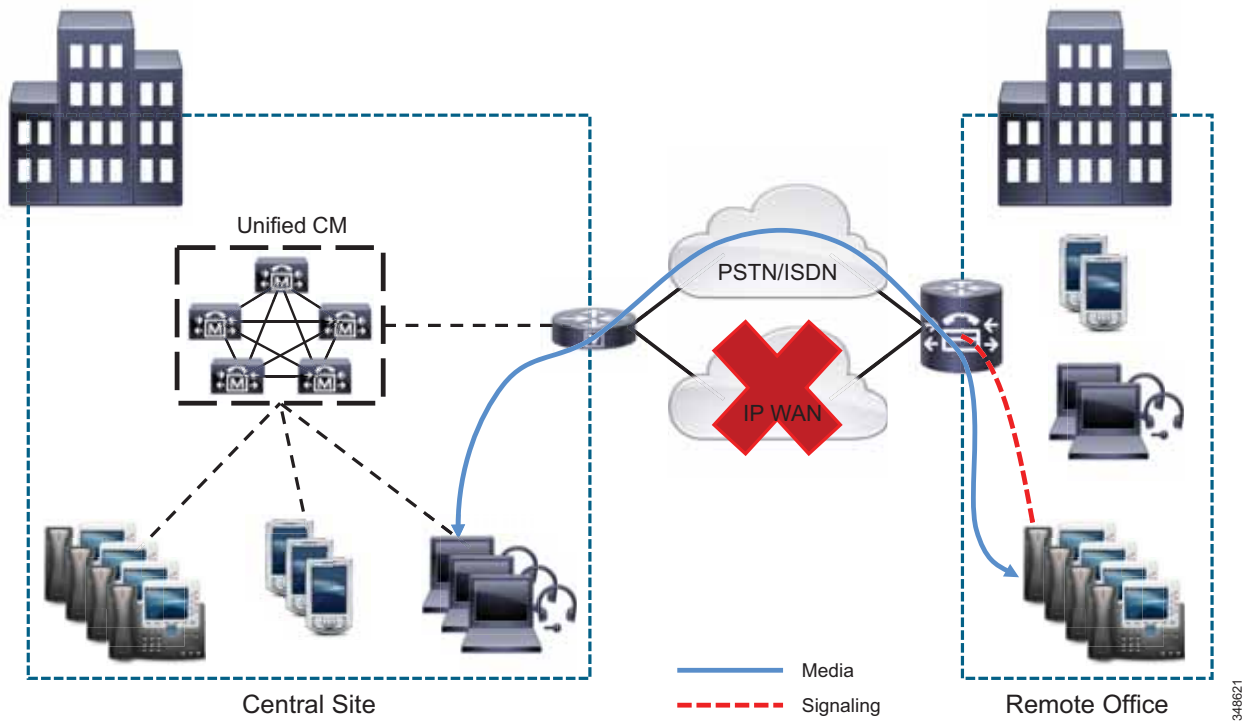 Unified CM
PSTN/ISDN
IP WAN
M
M
M
M
M
Central Site
Media
Signaling
Remote Office
348621